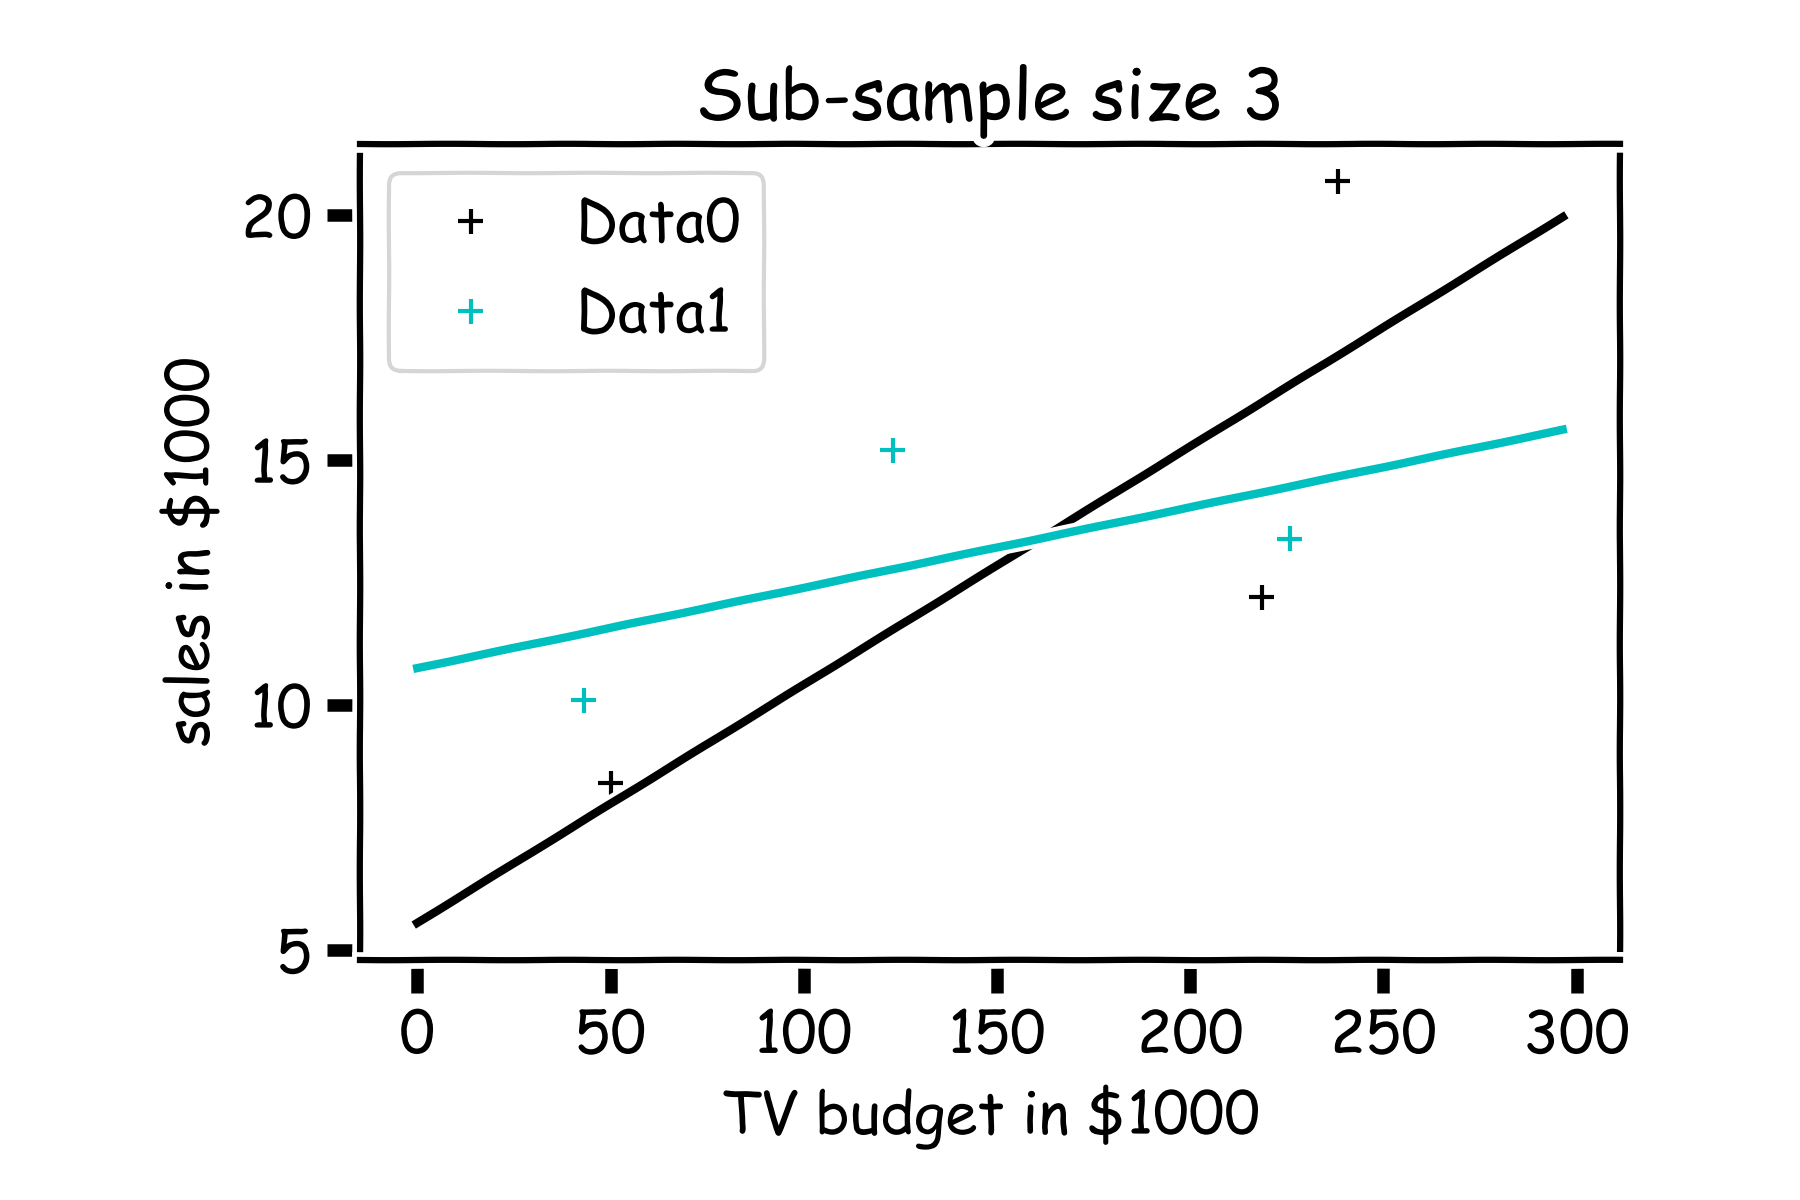 Sub-sample size 3
Data0
Data1
sales in $1000
20
15
10
5
0 50 100 150 200 250 300
TV budget in $1000